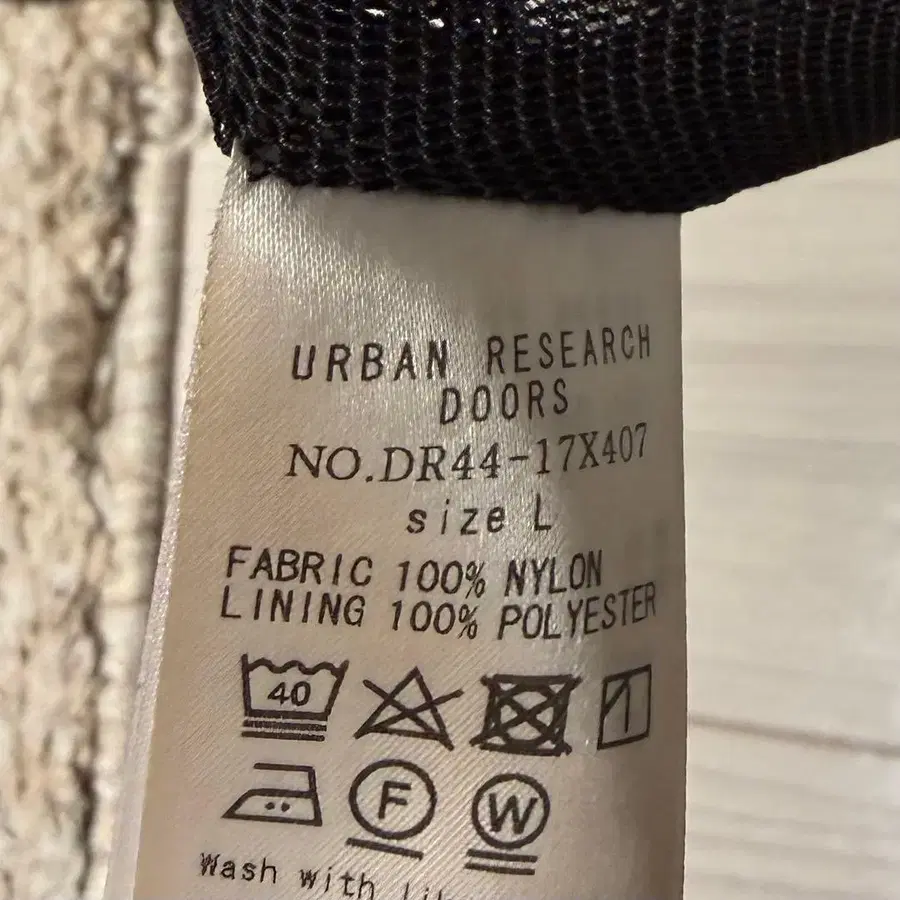 URBAN RESEARCH
DOORS
NO.DR44-17X407
size L
FABRIC 100% NYLON
LINING 100% POLYESTER
40
F W
Wash with